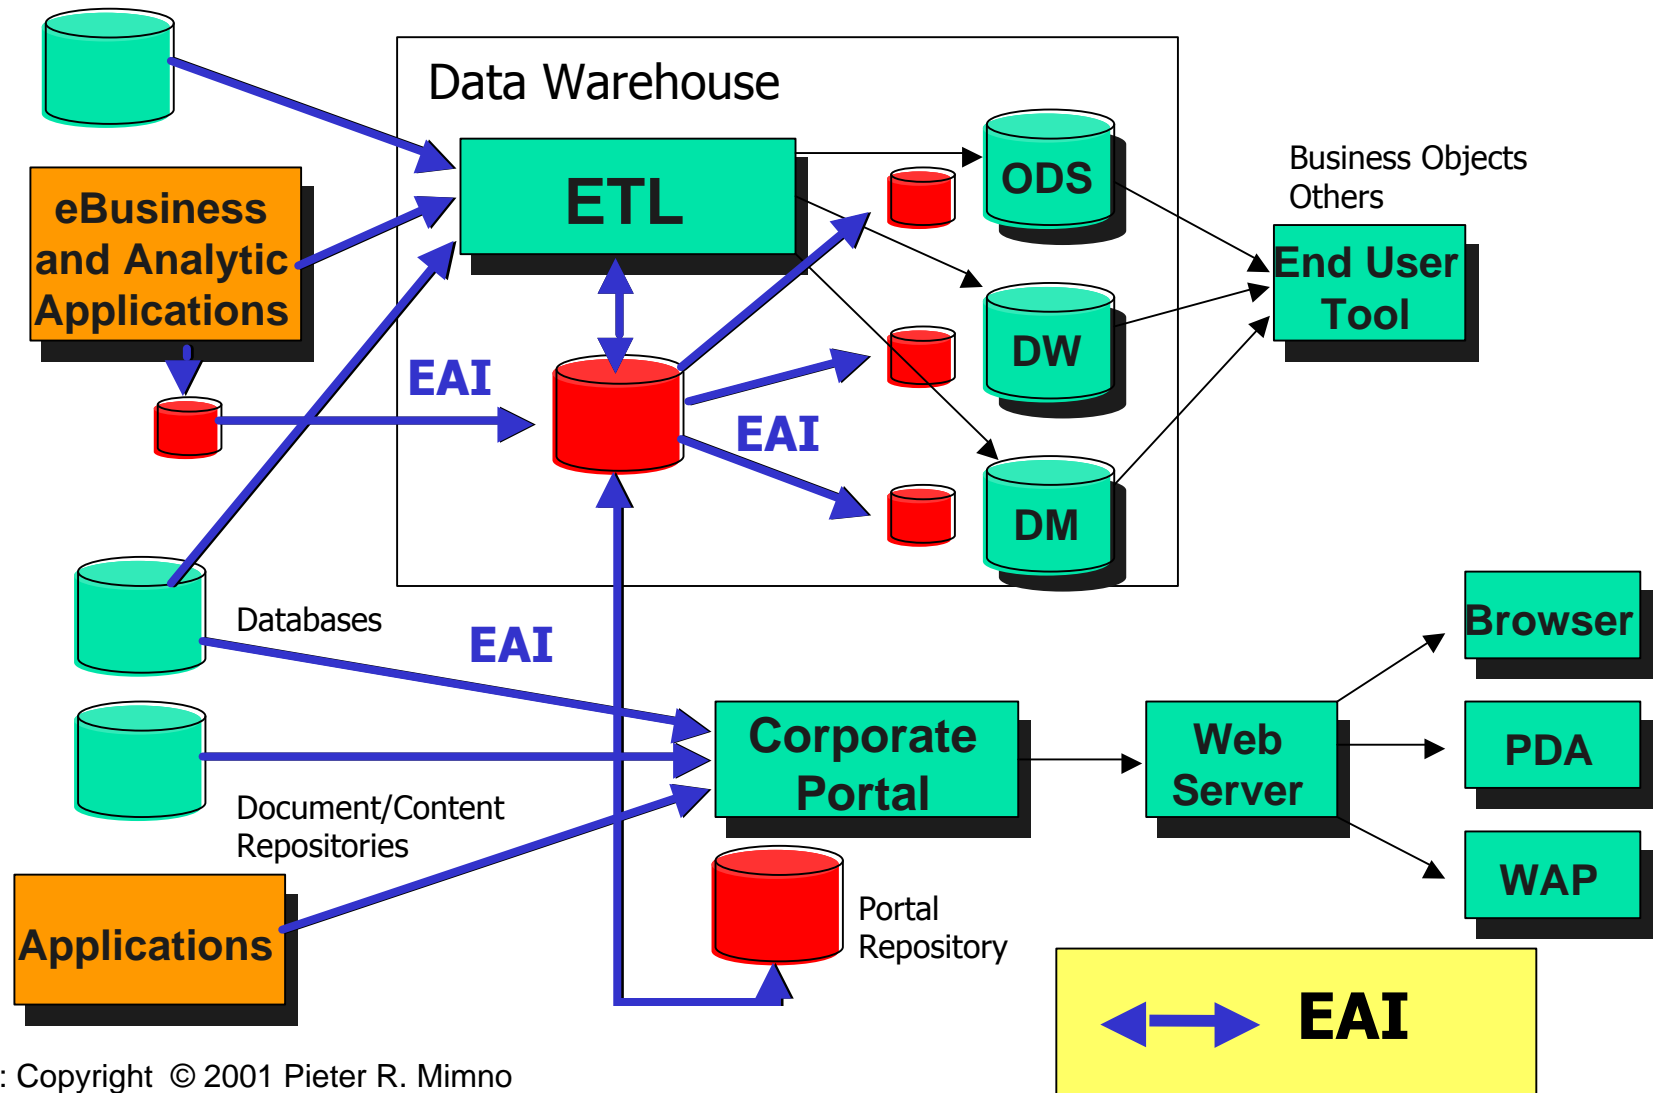 Data Warehouse
ETL
ODS
Business Objects
Others
eBusiness
and Analytic
Applications
End User
Tool
DW
EAI
EAI
DM
Databases
EAI
Browser
Corporate
Portal
Web
Server
PDA
Document/Content
Repositories
WAP
Applications
Portal
Repository
EAI
: Copyright © 2001 Pieter R. Mimno